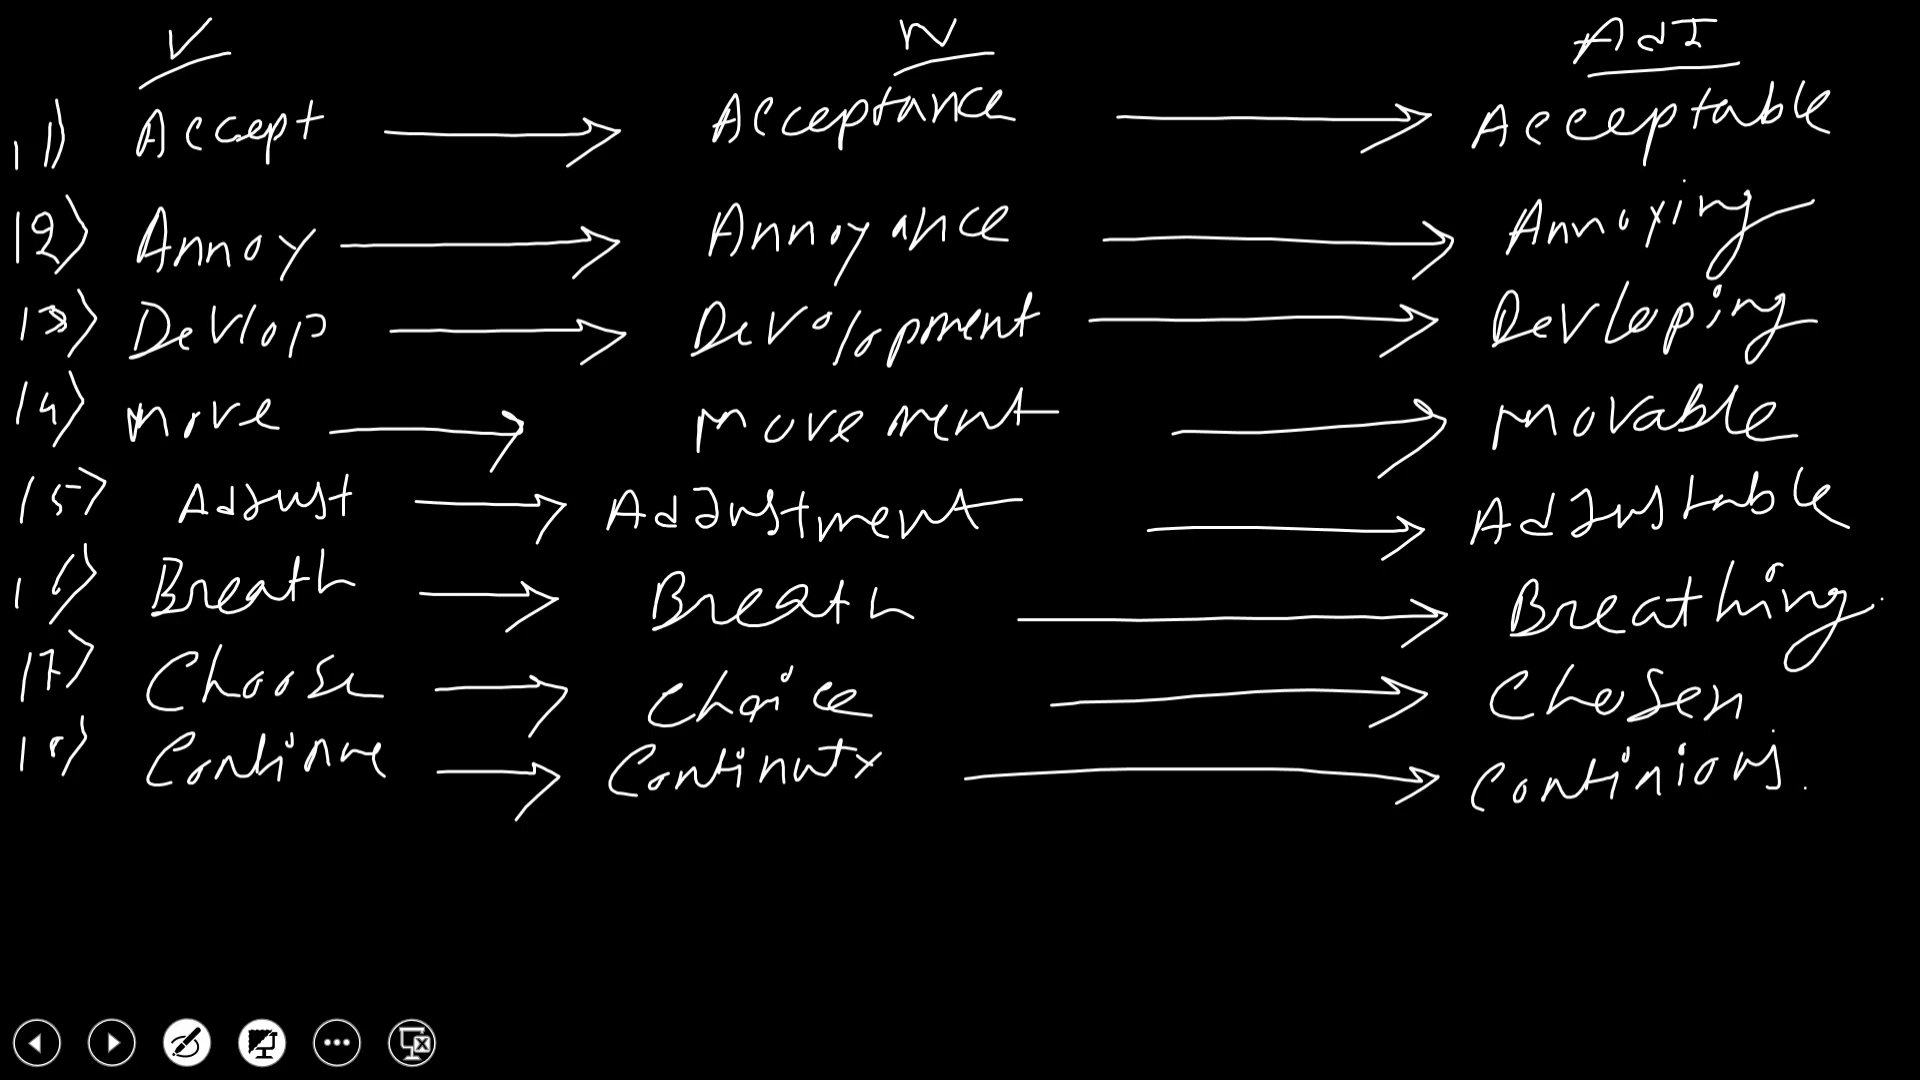 V N AdJ
11) Accept Acceptance Acceptable
12) Annoy Annoyance Annoying
13) Devlop Devolopment Devloping
14) move movement Movable
15) Adjust Adjustment Adjustable
16) Breath Breath Breathing
17) Choose Choice Chosen
18) Continue Continuty Continious